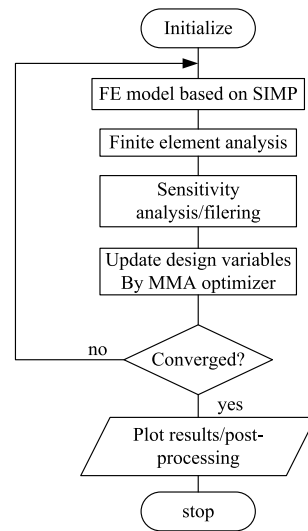 Initialize
FE model based on SIMP
Finite element analysis
Sensitivity
analysis/filering
Update design variables
By MMA optimizer
no
Converged?
yes
Plot results/post-
processing
stop